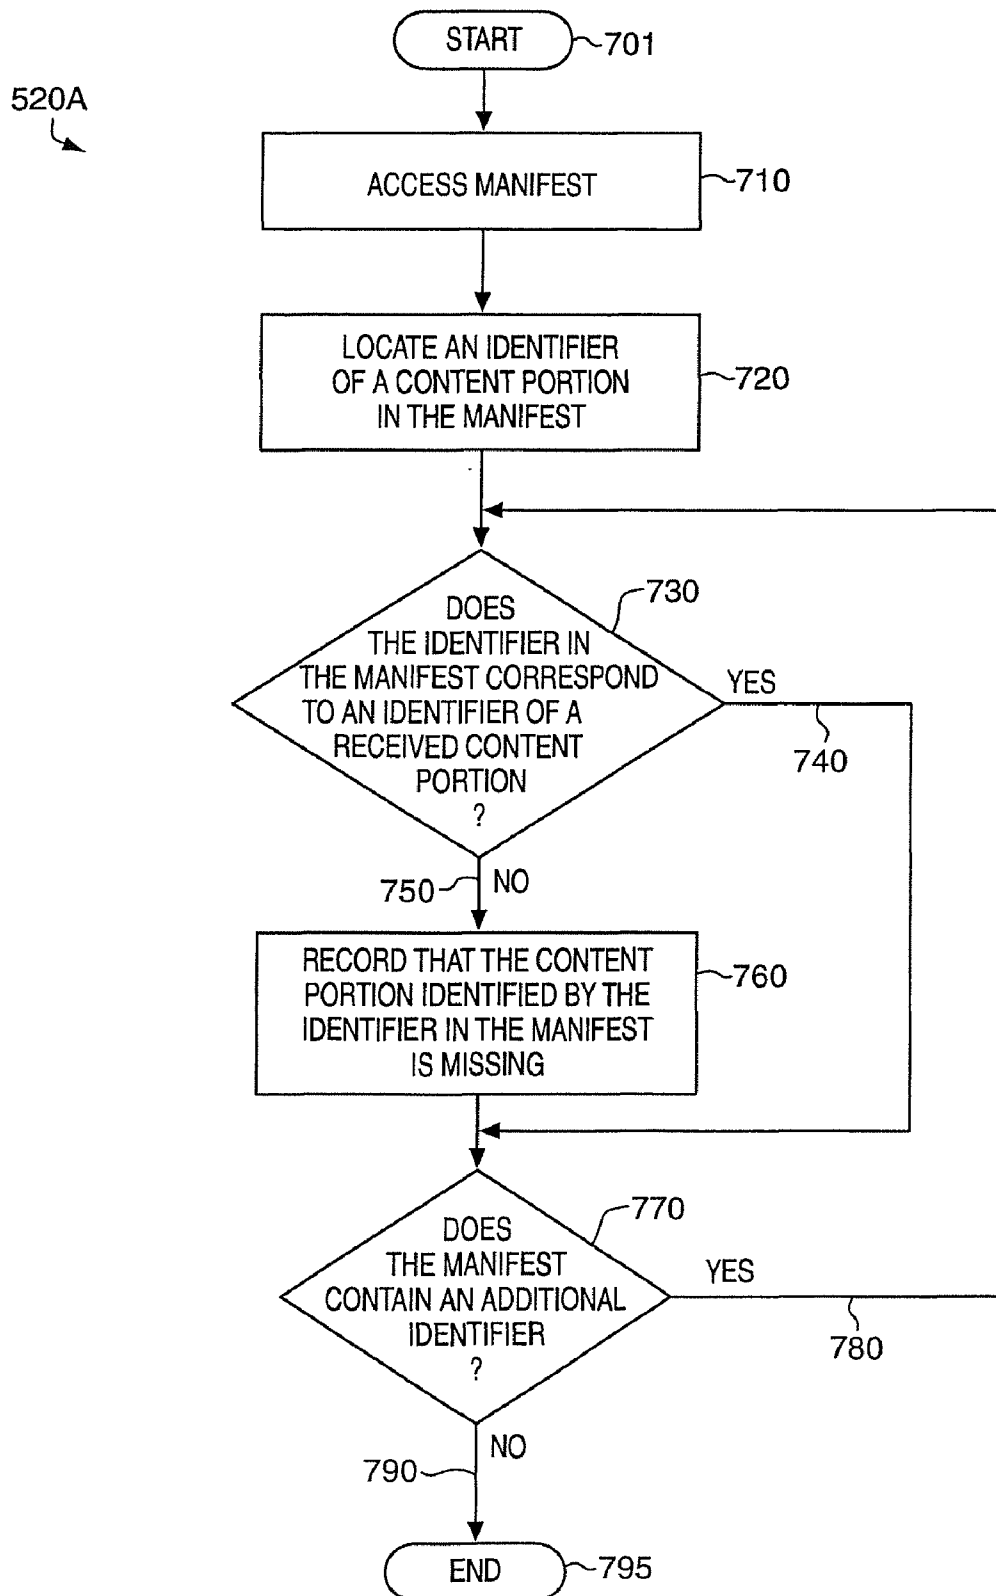 START
701
520A
ACCESS MANIFEST
710
LOCATE AN IDENTIFIER
OF A CONTENT PORTION
IN THE MANIFEST
720
DOES
THE IDENTIFIER IN
THE MANIFEST CORRESPOND
TO AN IDENTIFIER OF A
RECEIVED CONTENT
PORTION
?
730
YES
740
750
NO
RECORD THAT THE CONTENT
PORTION IDENTIFIED BY THE
IDENTIFIER IN THE MANIFEST
IS MISSING
760
DOES
THE MANIFEST
CONTAIN AN ADDITIONAL
IDENTIFIER
?
770
YES
780
NO
790
END
795